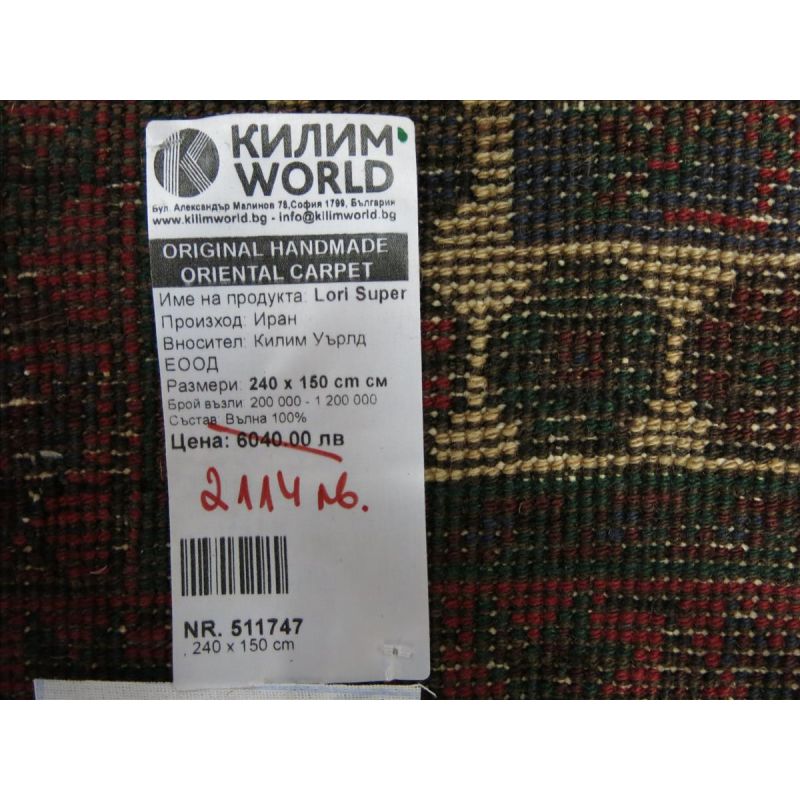 КИЛИМ
WORLD
Бул. Александър Малинов 78,София 1799, България
www.kilimworld.bg - info@kilimworld.bg
ORIGINAL HANDMADE
ORIENTAL CARPET
Име на продукта: Lori Super
Произход: Иран
Вносител: Килим Уърлд
ЕООД
Размери: 240 x 150 cm см
Брой възли: 200 000 - 1 200 000
Състав: Вълна 100%
Цена: 6040.00 лв
2114 лв.
NR. 511747
240 x 150 cm